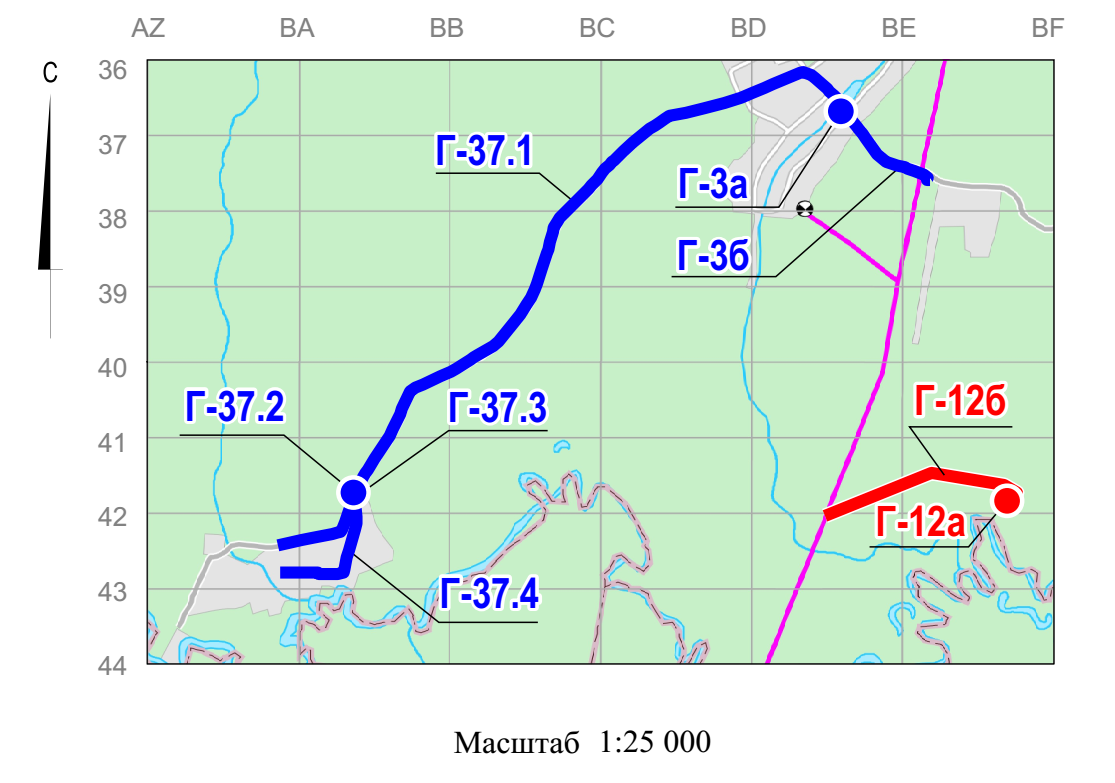 AZ BA BB BC BD BE BF
С
36
37
Г-37.1
Г-3а
38
Г-3б
39
40
Г-37.2
Г-37.3
Г-12б
41
42
Г-12а
43
Г-37.4
44
Масштаб 1:25 000